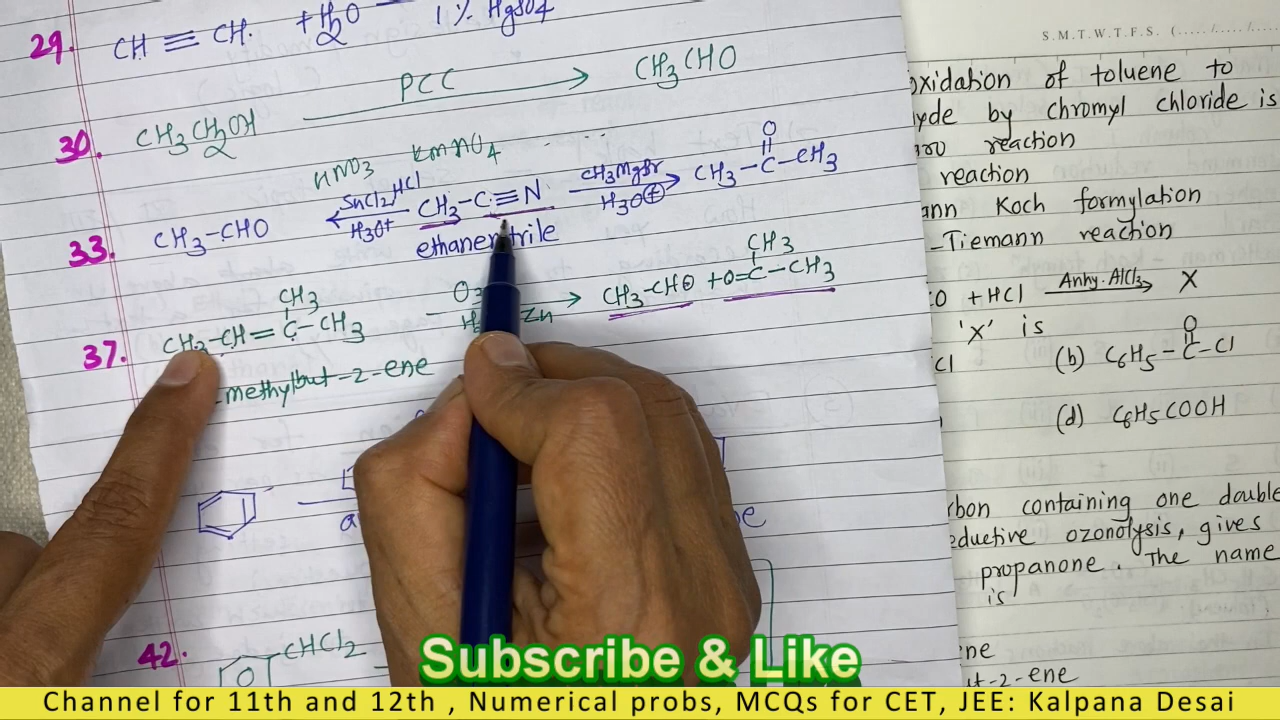 29. CH ≡ CH. + H2O 1 % HgSO4
30. CH3CH2OH PCC CH3CHO
HNO3 KmNO4 ....
33. CH3-CHO SnCl2 HCl H3O+ CH3-C≡N CH3MgBr H3O⊕ CH3-C-CH3
O
ethanenitrile
37. CH3-CH=C-CH3 O3 Zn CH3-CHO + O=C-CH3
CH3 CH3
methylbut-2-ene
42. CHCl2
S.M.T.W.T.F.S. (...../...../.....
oxidation of toluene to
yde by chromyl chloride is
reaction
reaction
ann Koch formylation
-Tiemann reaction
O + HCl Anhy. AlCl3 X
'X' is
Cl (b) C6H5-C-Cl
O
(d) C6H5COOH
rbon containing one double
eductive ozonolysis, gives
propanone. The name
is
ne
ut-2-ene
Subscribe & Like
Channel for 11th and 12th , Numerical probs, MCQs for CET, JEE: Kalpana Desai